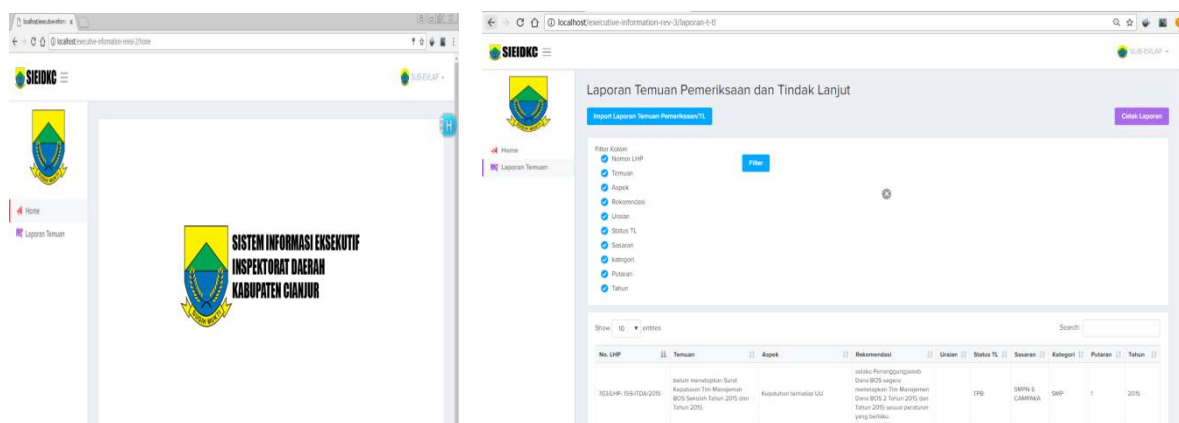 localhost/executive-inform
localhost/executive-information-revisi-2/home
SIEIDKC
SUB-EVLAP
Home
Laporan Temuan
SISTEM INFORMASI EKSEKUTIF
INSPEKTORAT DAERAH
KABUPATEN CIANJUR
localhost/executive-information-rev-3/laporan-t-tl
SIEIDKC
SUB-EVLAP
Home
Laporan Temuan
Laporan Temuan Pemeriksaan dan Tindak Lanjut
Import Laporan Temuan Pemeriksaan/TL
Cetak Laporan
Filter Kolom
Nomor LHP
Filter
Temuan
Aspek
Rekomndasi
Uraian
Status TL
Sasaran
kategori
Putaran
Tahun
Show 10 entries
Search:
No. LHP Temuan Aspek Rekomendasi Uraian Status TL Sasaran Kategori Putaran Tahun
belum menetapkan Surat
Keputusan Tim Manajemen
BOS Sekolah Tahun 2015 dan
Tahun 2015
Kepatuhan terhadap UU
selaku Penanggungjawab
Dana BOS segera
menetapkan Tim Manajemen
Dana BOS 2 Tahun 2015 dan
Tahun 2015 sesuai peraturan
yang berlaku.
TPB
SMPN 6
CAMPAKA
SMP
1
2015